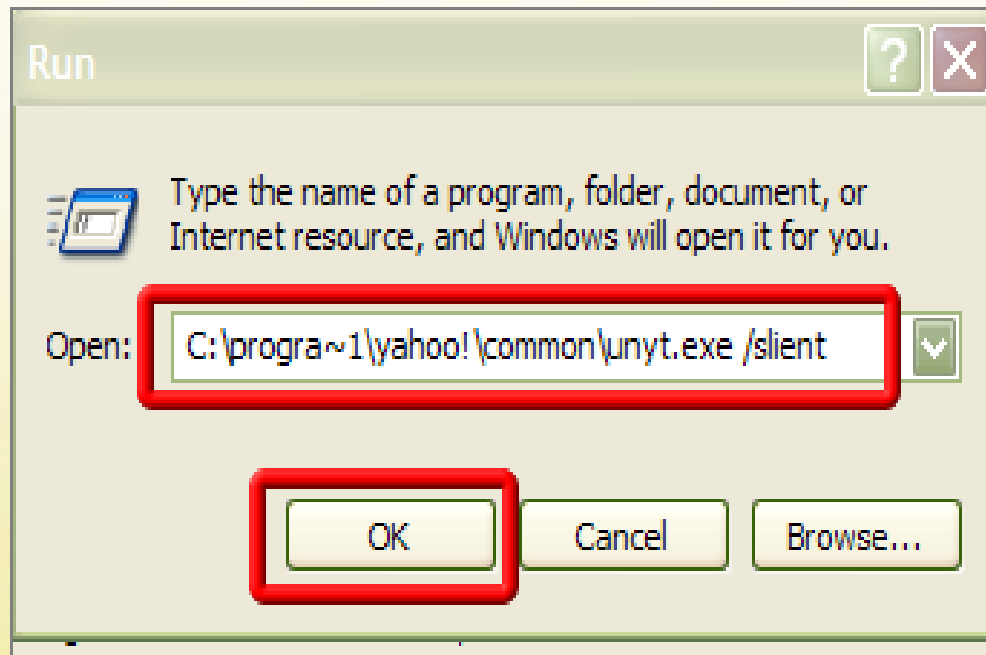 Run
Type the name of a program, folder, document, or
Internet resource, and Windows will open it for you.
Open: C:\progra~1\yahoo!\common\unyt.exe /slient
OK Cancel Browse...